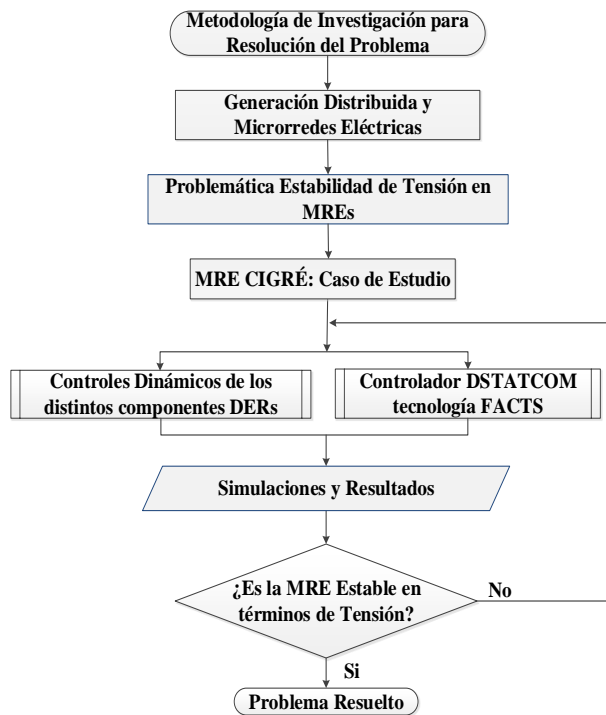 Metodología de Investigación para
Resolución del Problema
Generación Distribuida y
Microrredes Eléctricas
Problemática Estabilidad de Tensión en
MREs
MRE CIGRÉ: Caso de Estudio
Controles Dinámicos de los
distintos componentes DERs
Controlador DSTATCOM
tecnología FACTS
Simulaciones y Resultados
¿Es la MRE Estable en
términos de Tensión?
No
Si
Problema Resuelto